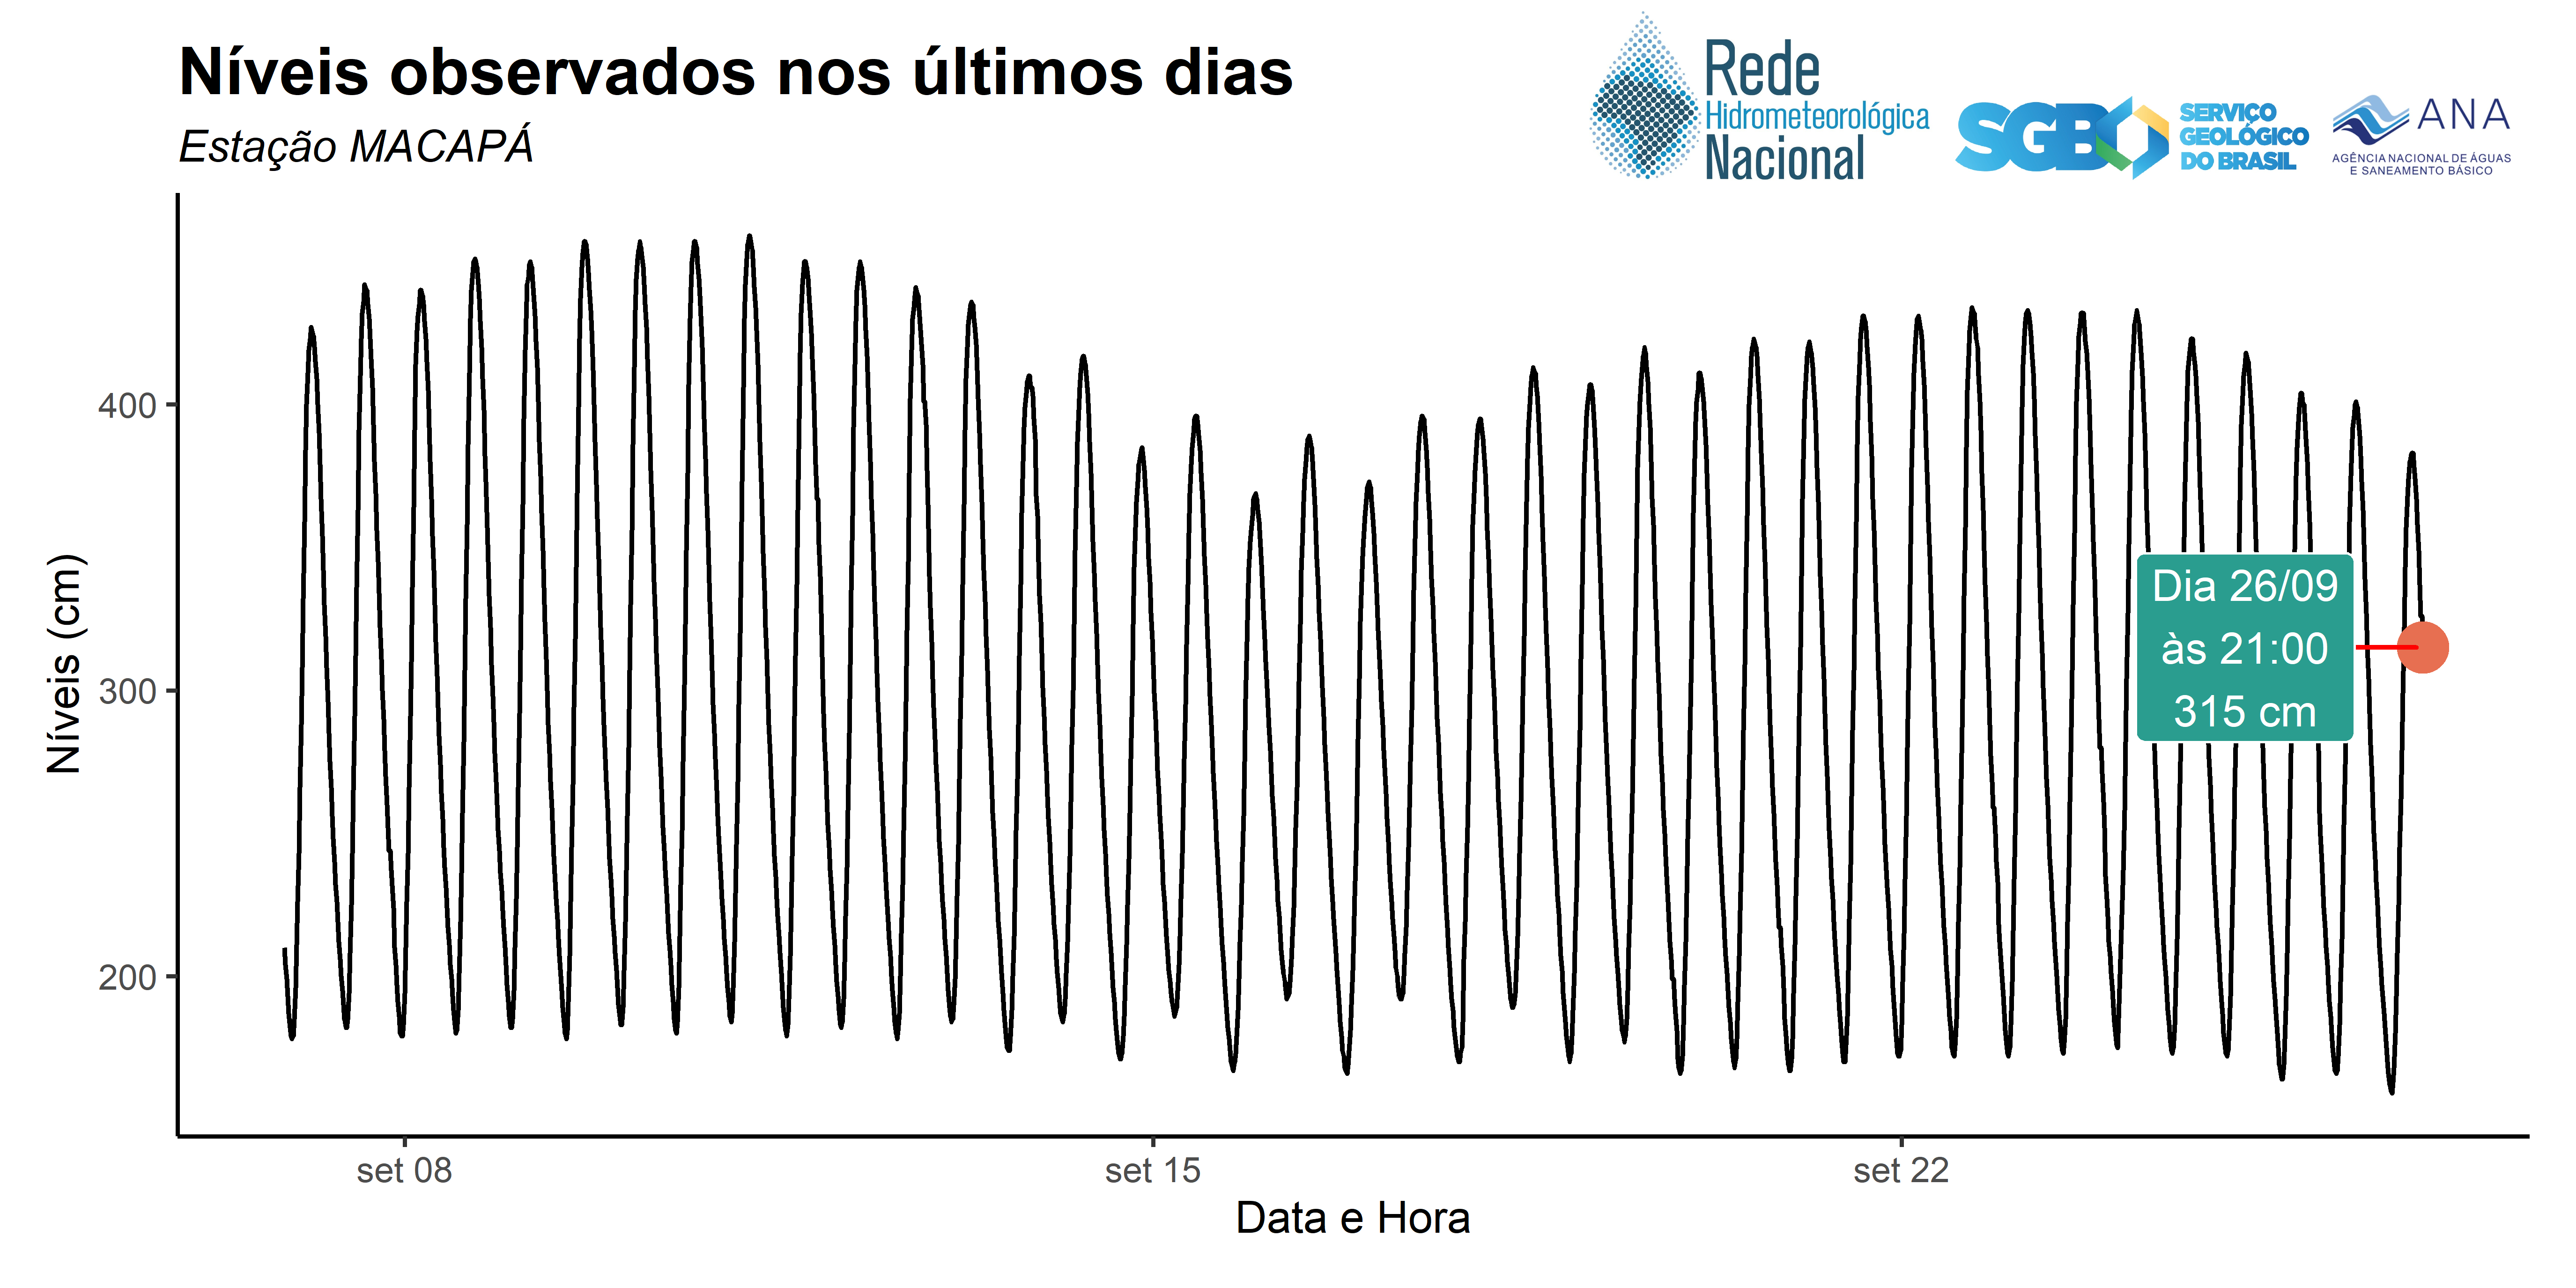 Níveis observados nos últimos dias
Estação MACAPÁ
Rede
Hidrometeorológica
Nacional
SGB
SERVIÇO
GEOLÓGICO
DO BRASIL
ANA
AGÊNCIA NACIONAL DE ÁGUAS
E SANEAMENTO BÁSICO
Níveis (cm)
400
300
200
Dia 26/09
às 21:00
315 cm
set 08
set 15
set 22
Data e Hora